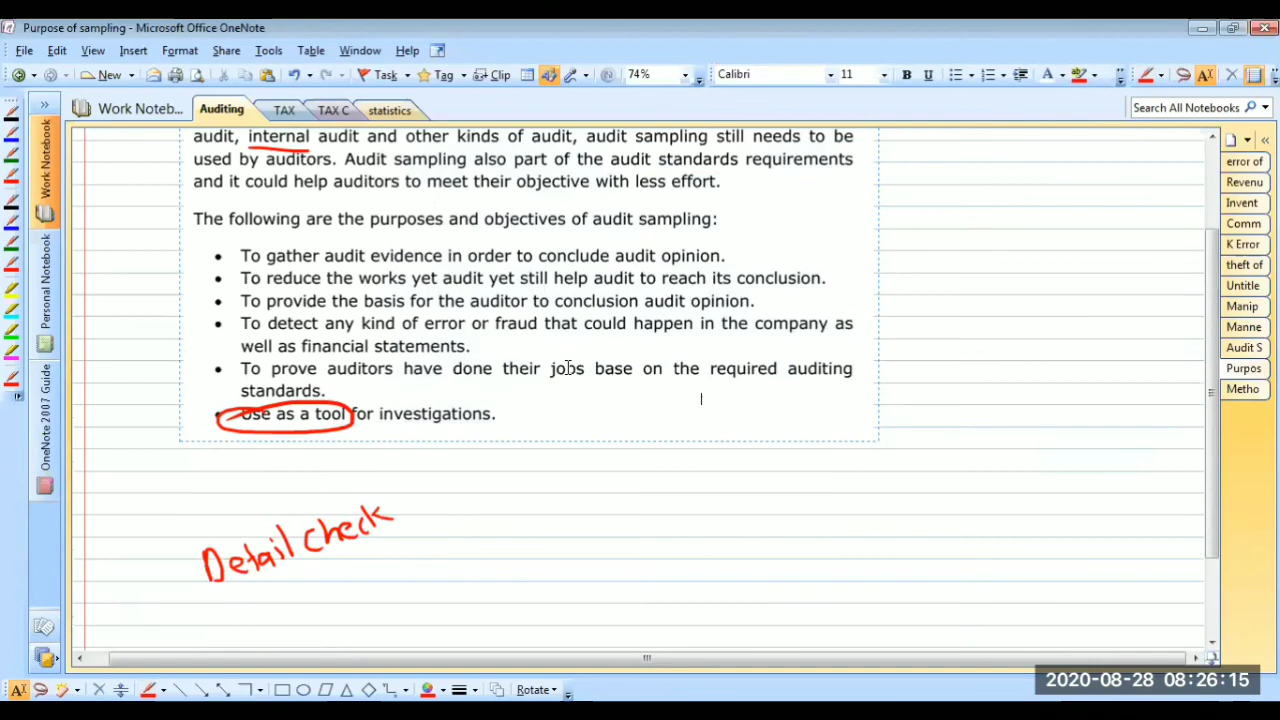 Purpose of sampling - Microsoft Office OneNote
File Edit View Insert Format Share Tools Table Window Help
New Task Tag Clip 74% Calibri 11 B I U A
Work Noteb... Auditing TAX TAX C statistics Search All Notebooks
audit, internal audit and other kinds of audit, audit sampling still needs to be
used by auditors. Audit sampling also part of the audit standards requirements
and it could help auditors to meet their objective with less effort.
The following are the purposes and objectives of audit sampling:
• To gather audit evidence in order to conclude audit opinion.
• To reduce the works yet audit yet still help audit to reach its conclusion.
• To provide the basis for the auditor to conclusion audit opinion.
• To detect any kind of error or fraud that could happen in the company as
well as financial statements.
• To prove auditors have done their jobs base on the required auditing
standards.
• Use as a tool for investigations.
Detail check
Work Notebook
Personal Notebook
OneNote 2007 Guide
error of
Revenu
Invent
Comm
K Error
theft of
Untitle
Manip
Manne
Audit S
Purpos
Metho
Rotate
2020-08-28 08:26:15